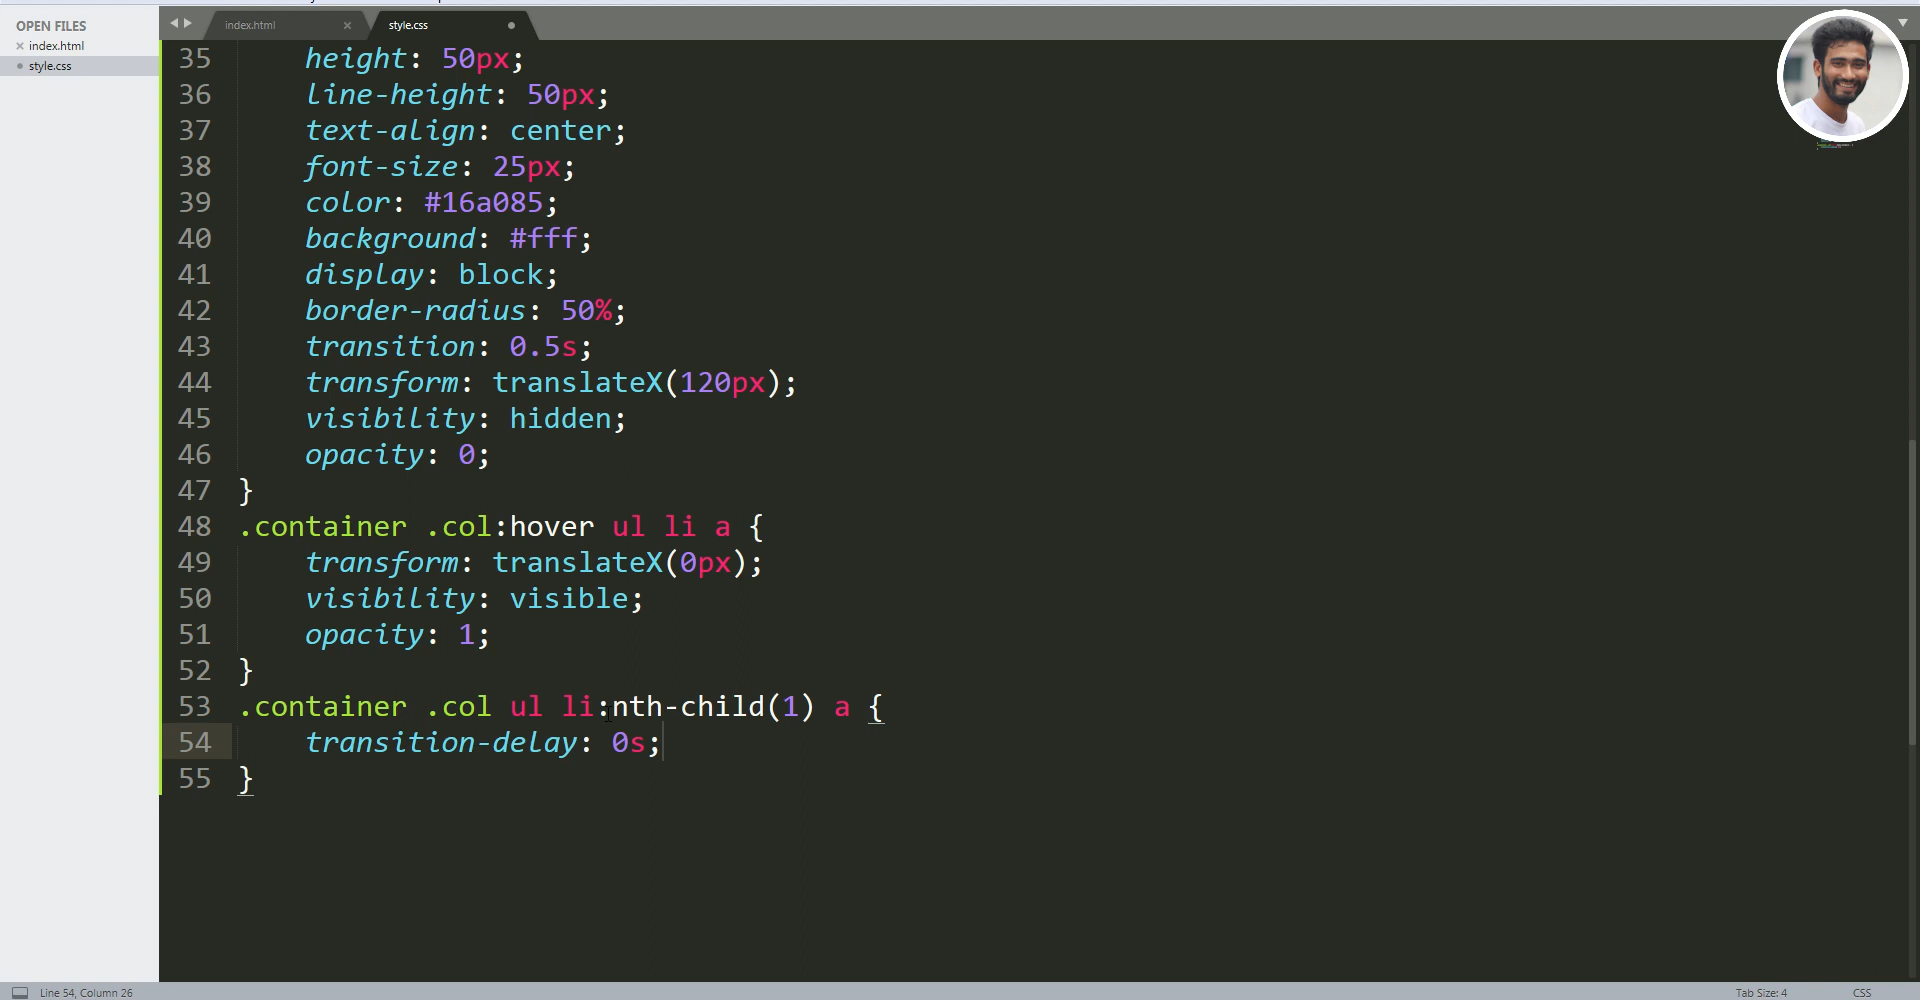 OPEN FILES
index.html
style.css
index.html
style.css
35 height: 50px;
36 line-height: 50px;
37 text-align: center;
38 font-size: 25px;
39 color: #16a085;
40 background: #fff;
41 display: block;
42 border-radius: 50%;
43 transition: 0.5s;
44 transform: translateX(120px);
45 visibility: hidden;
46 opacity: 0;
47 }
48 .container .col:hover ul li a {
49 transform: translateX(0px);
50 visibility: visible;
51 opacity: 1;
52 }
53 .container .col ul li:nth-child(1) a {
54 transition-delay: 0s;
55 }
Line 54, Column 26
Tab Size: 4
CSS